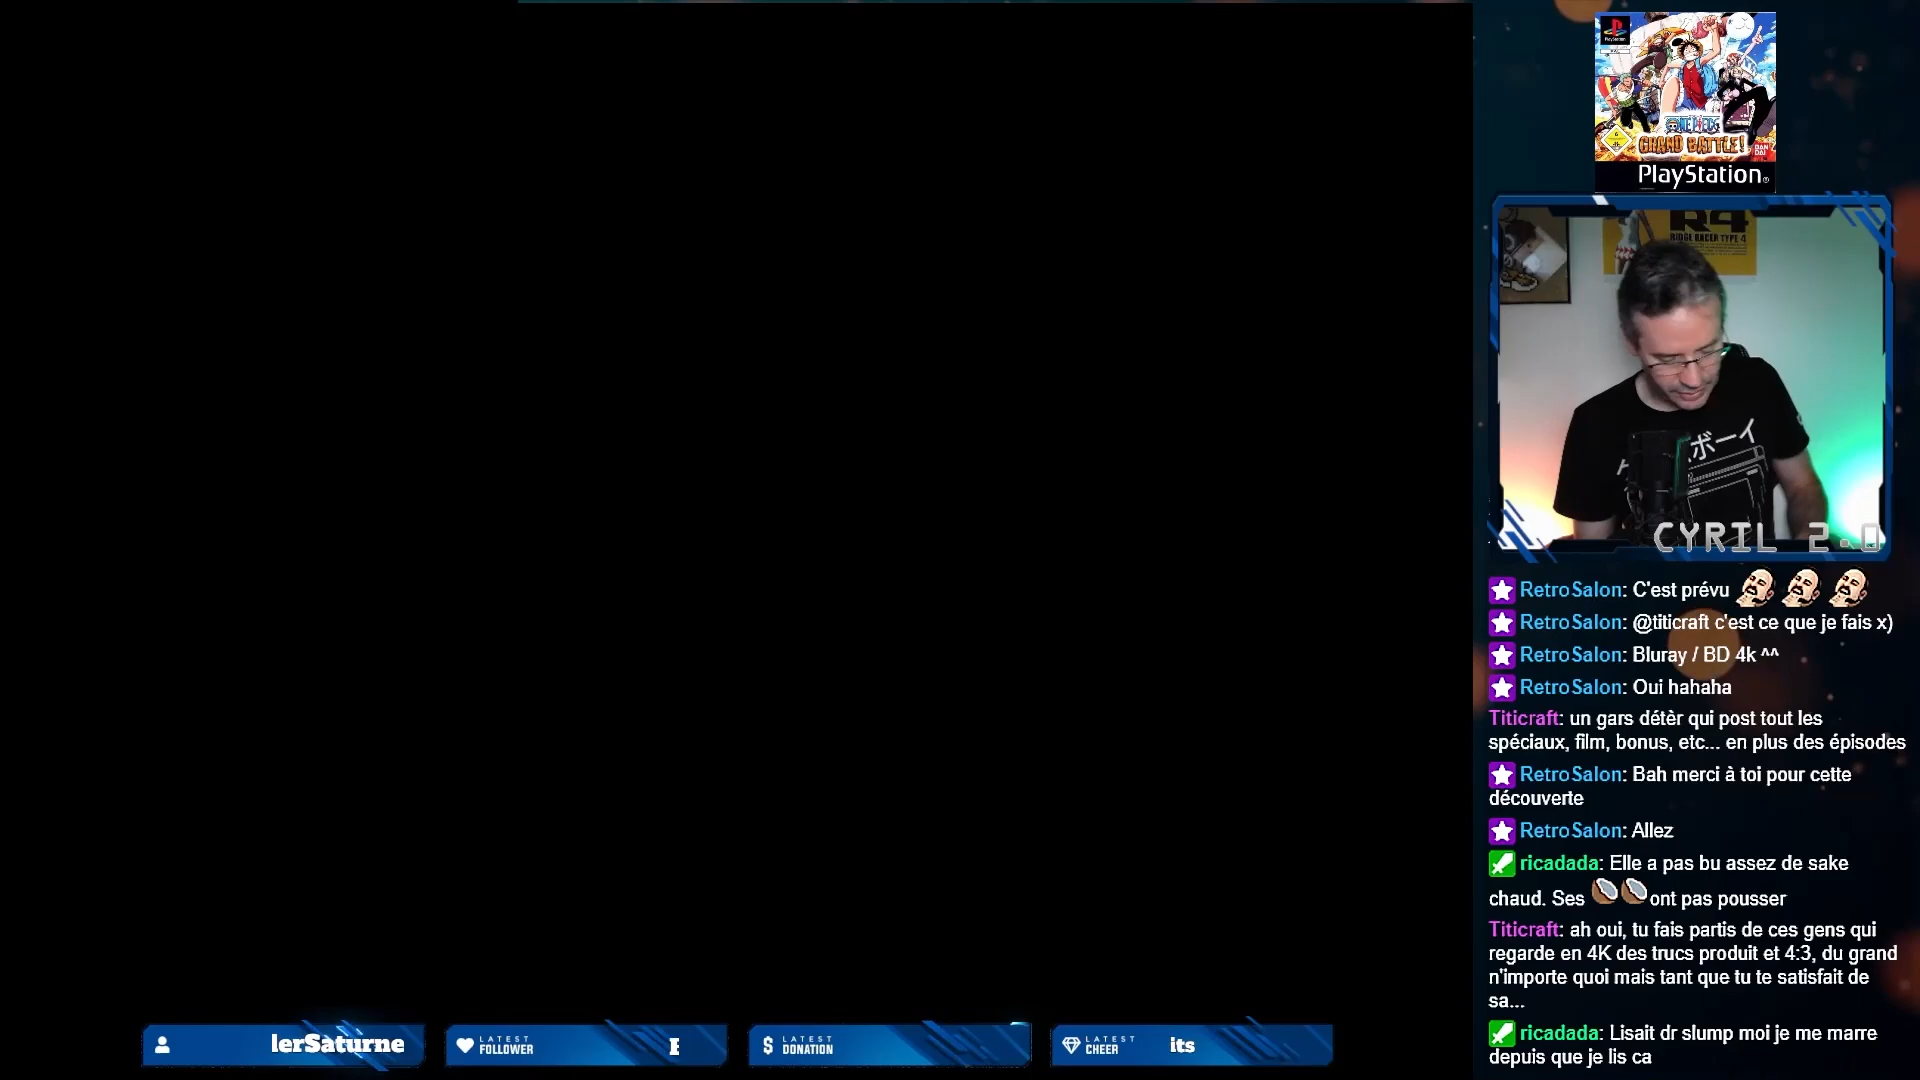 PlayStation
ONE PIECE
GRAND BATTLE!
BAN
DAI
PlayStation®
R4
RIDGE RACER TYPE 4
ボーイ
CYRIL 2.0
RetroSalon: C'est prévu
RetroSalon: @titicraft c'est ce que je fais x)
RetroSalon: Bluray / BD 4k ^^
RetroSalon: Oui hahaha
Titicraft: un gars détèr qui post tout les
spéciaux, film, bonus, etc... en plus des épisodes
RetroSalon: Bah merci à toi pour cette
découverte
RetroSalon: Allez
ricadada: Elle a pas bu assez de sake
chaud. Ses ont pas pousser
Titicraft: ah oui, tu fais partis de ces gens qui
regarde en 4K des trucs produit et 4:3, du grand
n'importe quoi mais tant que tu te satisfait de
sa...
ricadada: Lisait dr slump moi je me marre
depuis que je lis ca
lerSaturne
LATEST
FOLLOWER
E
LATEST
DONATION
LATEST
CHEER
its